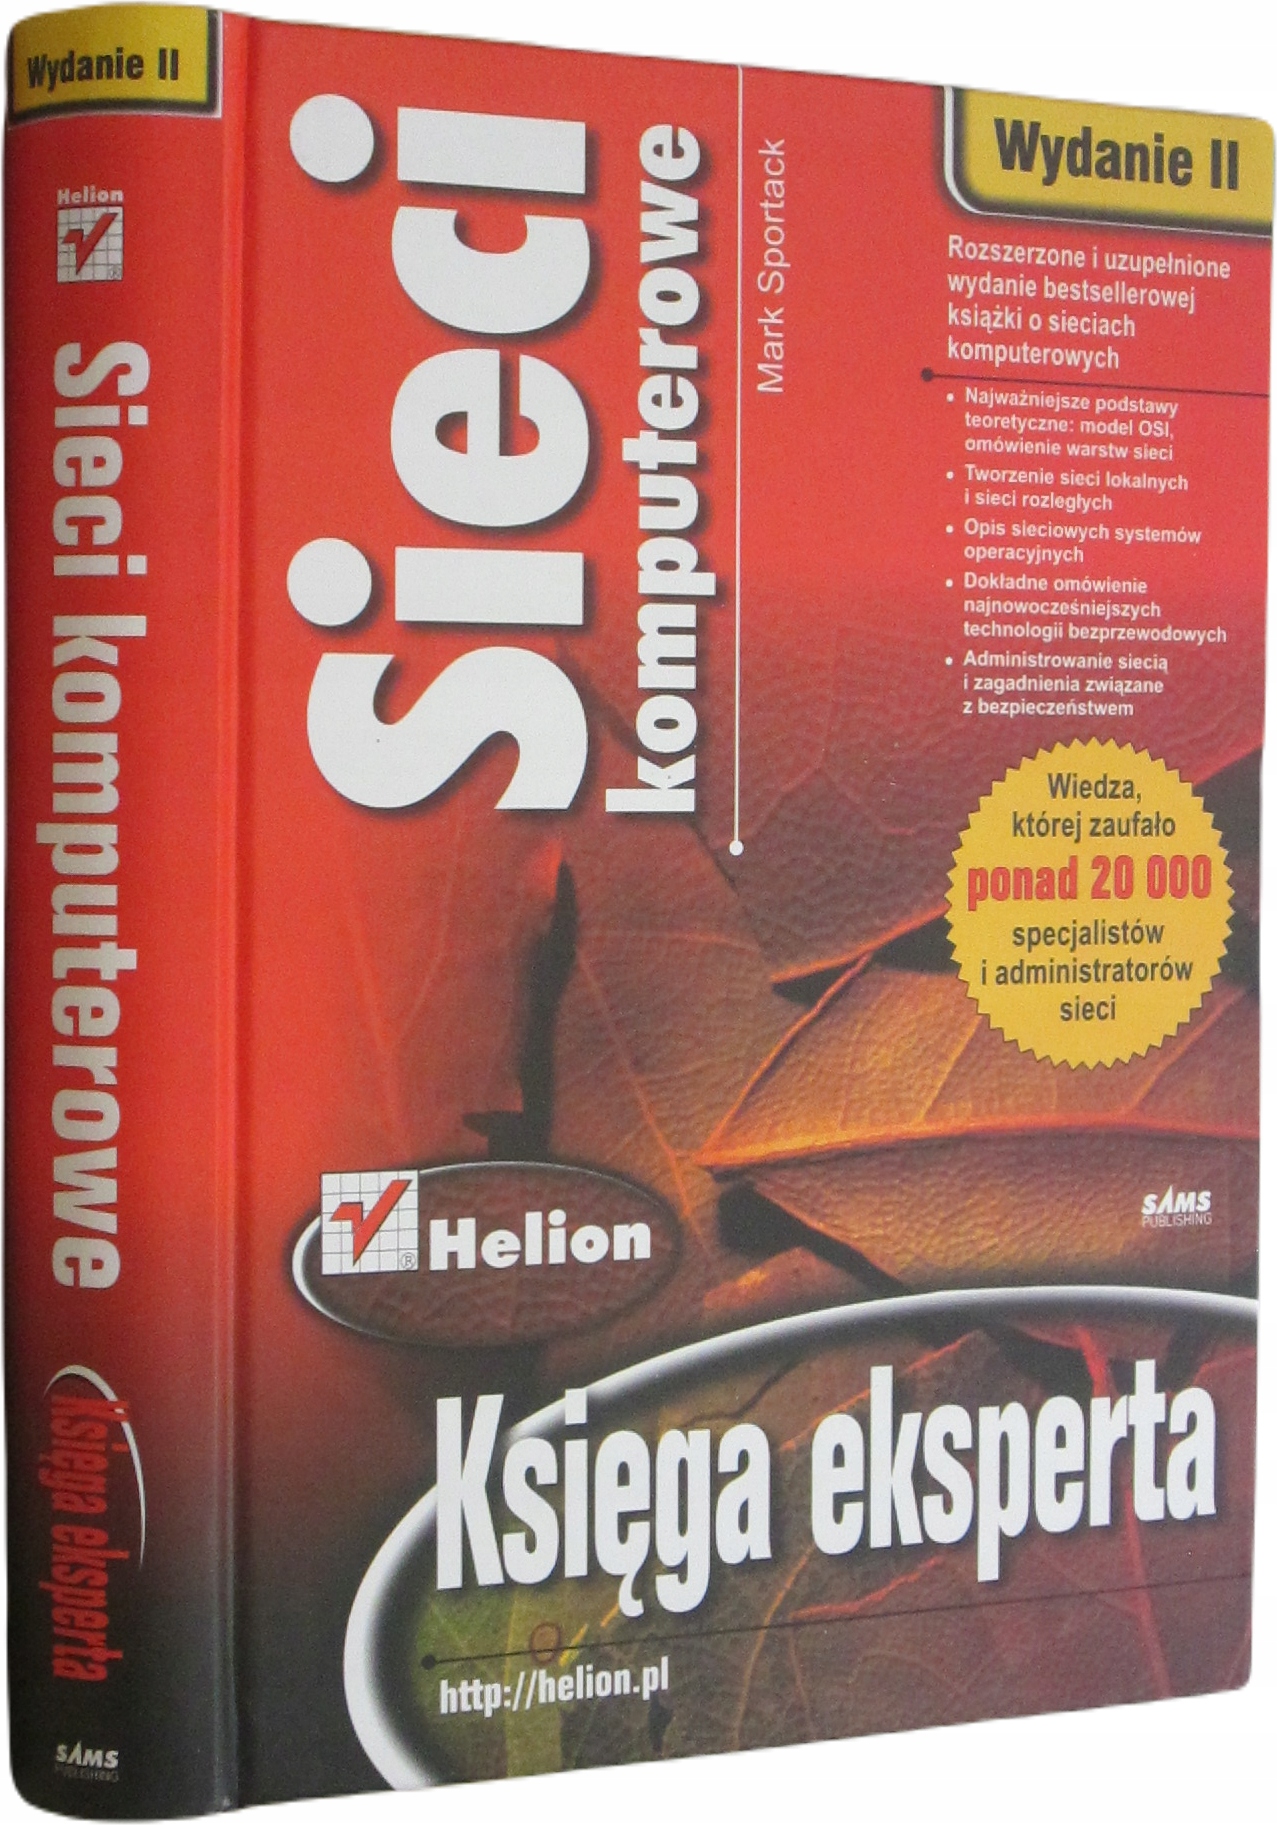 Wydanie II
Helion
Sieci komputerowe
Księga eksperta
SAMS
PUBLISHING
Sieci
komputerowe
Mark Sportack
Wydanie II
Rozszerzone i uzupełnione
wydanie bestsellerowej
książki o sieciach
komputerowych
• Najważniejsze podstawy
teoretyczne: model OSI,
omówienie warstw sieci
• Tworzenie sieci lokalnych
i sieci rozległych
• Opis sieciowych systemów
operacyjnych
• Dokładne omówienie
najnowocześniejszych
technologii bezprzewodowych
• Administrowanie siecią
i zagadnienia związane
z bezpieczeństwem
Wiedza,
której zaufało
ponad 20 000
specjalistów
i administratorów
sieci
SAMS
PUBLISHING
® Helion
Księga eksperta
http://helion.pl